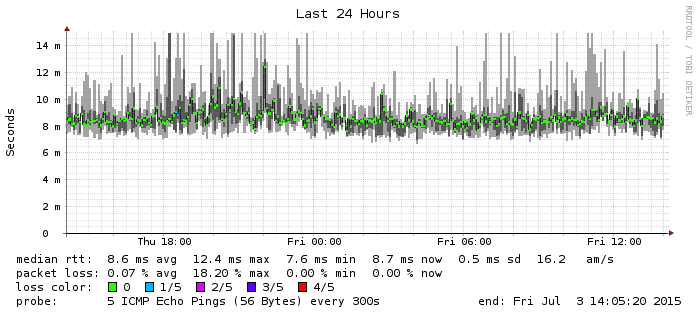 Last 24 Hours
RRDTOOL / TOBI OETIKER
Seconds
14 m
12 m
10 m
8 m
6 m
4 m
2 m
0
Thu 18:00 Fri 00:00 Fri 06:00 Fri 12:00
median rtt: 8.6 ms avg 12.4 ms max 7.6 ms min 8.7 ms now 0.5 ms sd 16.2 am/s
packet loss: 0.07 % avg 18.20 % max 0.00 % min 0.00 % now
loss color: 0 1/5 2/5 3/5 4/5
probe: 5 ICMP Echo Pings (56 Bytes) every 300s end: Fri Jul 3 14:05:20 2015